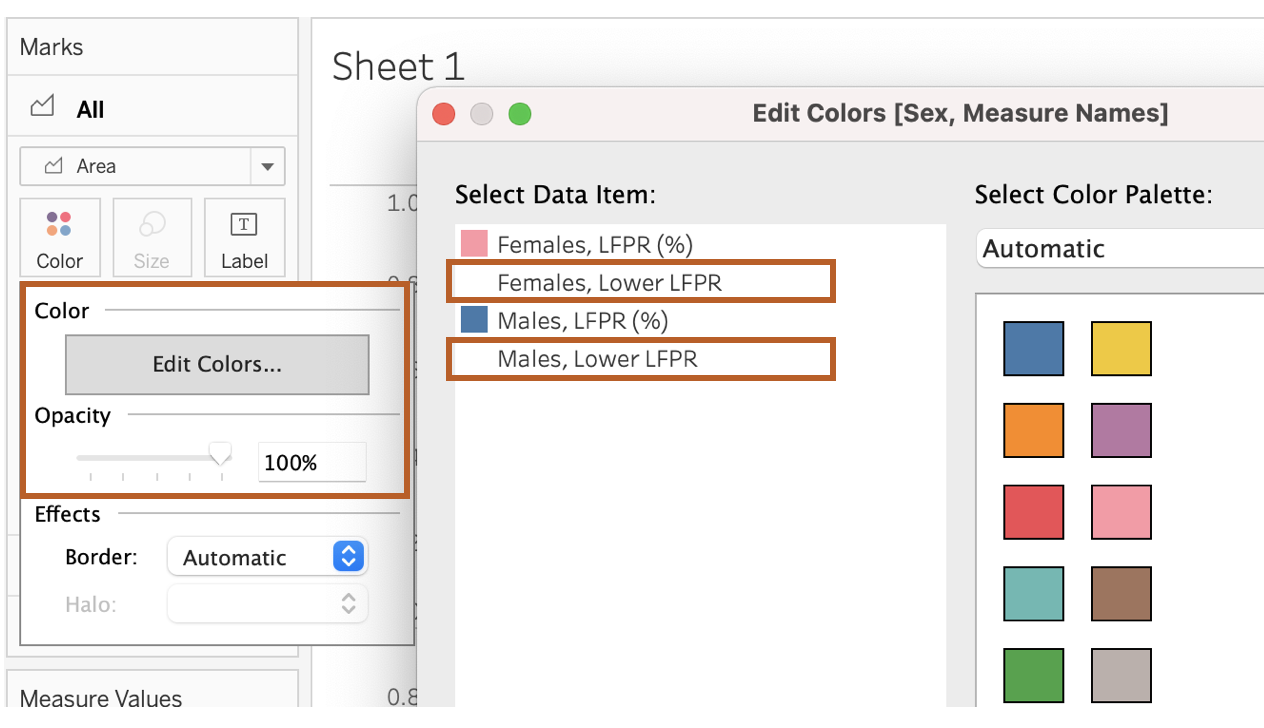 Marks
All
Area
Color
Size
T
Label
Color
Edit Colors...
Opacity
100%
Effects
Border:
Automatic
Halo:
Measure Values
Sheet 1
1.0
0.8
Edit Colors [Sex, Measure Names]
Select Data Item:
Females, LFPR (%)
Females, Lower LFPR
Males, LFPR (%)
Males, Lower LFPR
Select Color Palette:
Automatic